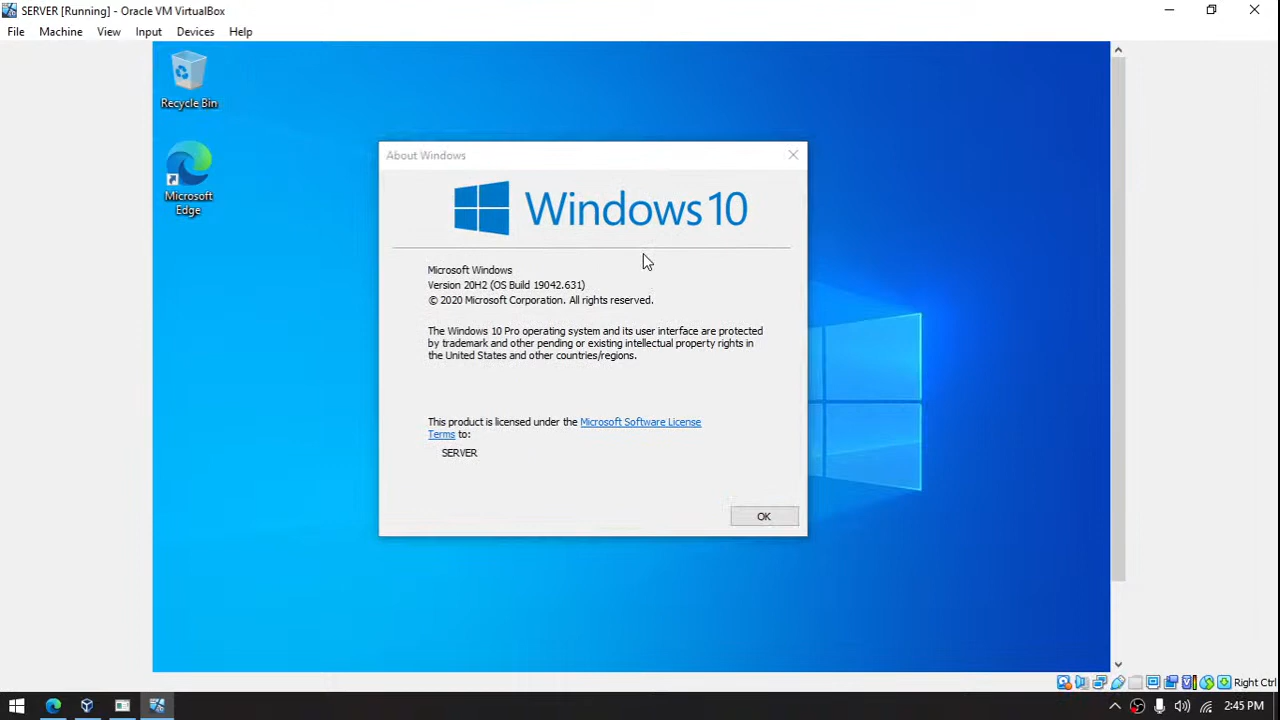 SERVER [Running] - Oracle VM VirtualBox
File Machine View Input Devices Help
Recycle Bin
Microsoft
Edge
About Windows
Windows 10
Microsoft Windows
Version 20H2 (OS Build 19042.631)
© 2020 Microsoft Corporation. All rights reserved.
The Windows 10 Pro operating system and its user interface are protected
by trademark and other pending or existing intellectual property rights in
the United States and other countries/regions.
This product is licensed under the Microsoft Software License
Terms to:
SERVER
OK
Right Ctrl
2:45 PM